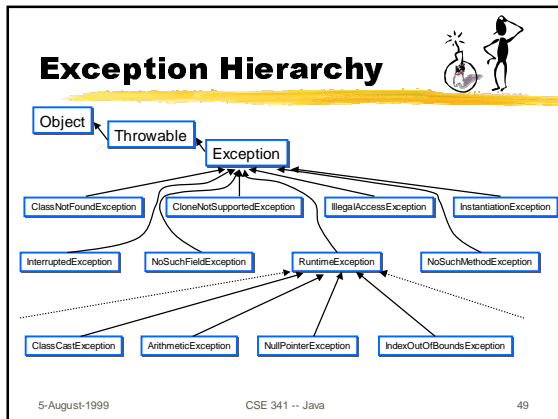 Exception Hierarchy
Object
Throwable
Exception
ClassNotFoundException CloneNotSupportedException IllegalAccessException InstantiationException
InterruptedException NoSuchFieldException RuntimeException NoSuchMethodException
ClassCastException ArithmeticException NullPointerException IndexOutOfBoundsException
5-August-1999 CSE 341 -- Java 49